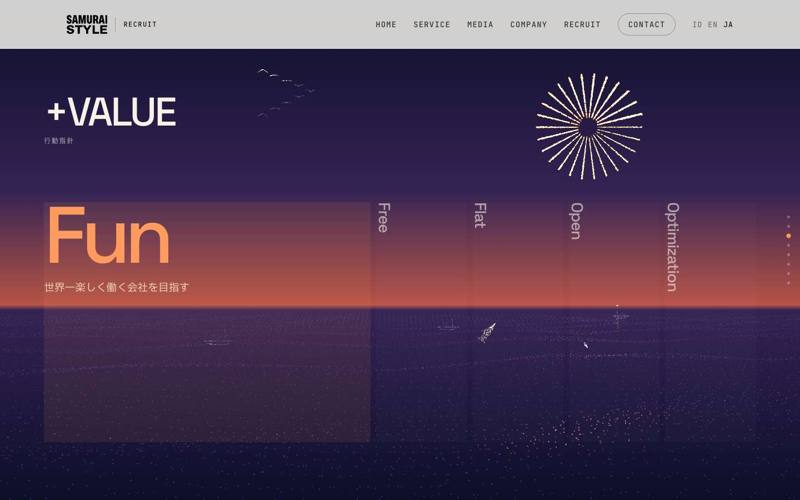 SAMURAI
STYLE
RECRUIT
HOME
SERVICE
MEDIA
COMPANY
RECRUIT
CONTACT
ID EN JA
+VALUE
行動指針
Fun
世界一楽しく働く会社を目指す
Free
Flat
Open
Optimization